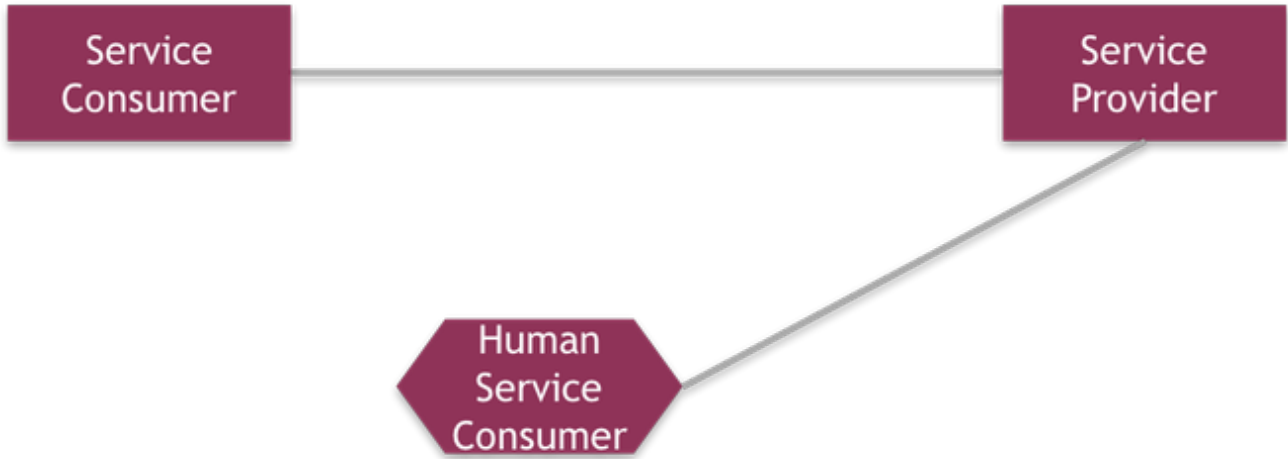 Service
Consumer
Service
Provider
Human
Service
Consumer